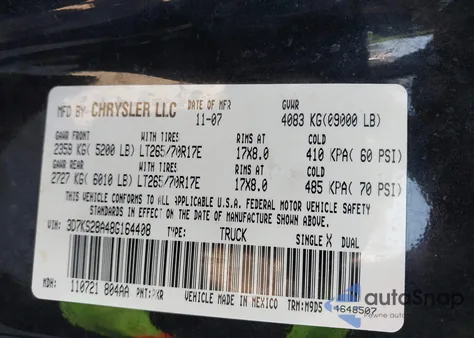 MFD BY CHRYSLER LLC DATE OF MFR 11-07 GVWR 4083 KG(09000 LB)
GAWR FRONT WITH TIRES RIMS AT COLD
2359 KG( 5200 LB) LT265/70R17E 17X8.0 410 KPA( 60 PSI)
GAWR REAR WITH TIRES RIMS AT COLD
2727 KG( 6010 LB) LT265/70R17E 17X8.0 485 KPA( 70 PSI)
THIS VEHICLE CONFORMS TO ALL APPLICABLE U.S.A. FEDERAL MOTOR VEHICLE SAFETY
STANDARDS IN EFFECT ON THE DATE OF MANUFACTURE SHOWN ABOVE
VIN: 3D7KS28A48G164408 TYPE: TRUCK SINGLE X DUAL
MDH: 110721 804AA PNT: PXR VEHICLE MADE IN MEXICO TRM:M9D5
autoSnap
4648507